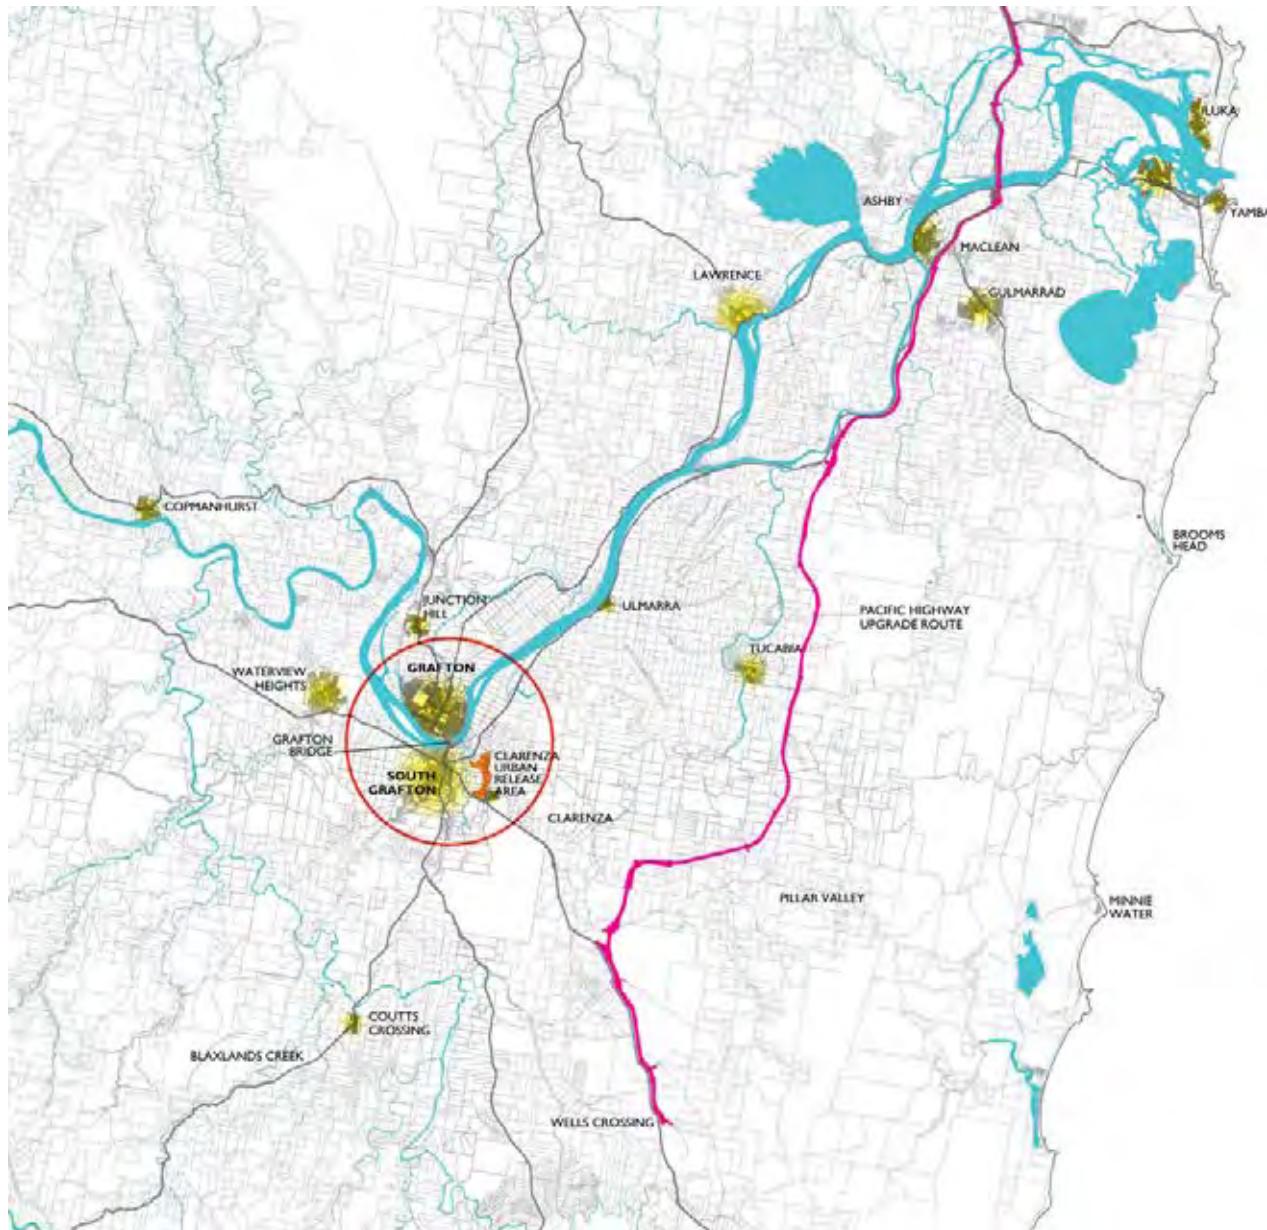 ILUKA
ASHBY
YAMBA
MACLEAN
LAWRENCE
GULMARRAD
COPMANHURST
BROOMS
HEAD
JUNCTION
HILL
ULMARRA
PACIFIC HIGHWAY
UPGRADE ROUTE
TUCABIA
GRAFTON
WATERVIEW
HEIGHTS
GRAFTON
BRIDGE
CLARENZA
URBAN
RELEASE
AREA
SOUTH
GRAFTON
CLARENZA
PILLAR VALLEY
MINNIE
WATER
COUTTS
CROSSING
BLAXLANDS CREEK
WELLS CROSSING